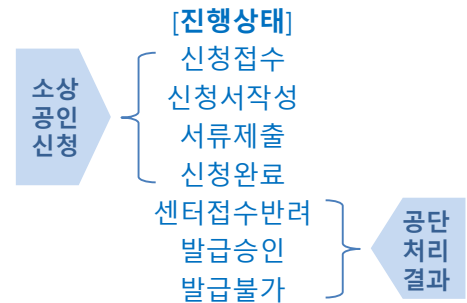 [진행상태]
신청접수
신청서작성
서류제출
신청완료
센터접수반려
발급승인
발급불가
소상
공인
신청
공단
처리
결과